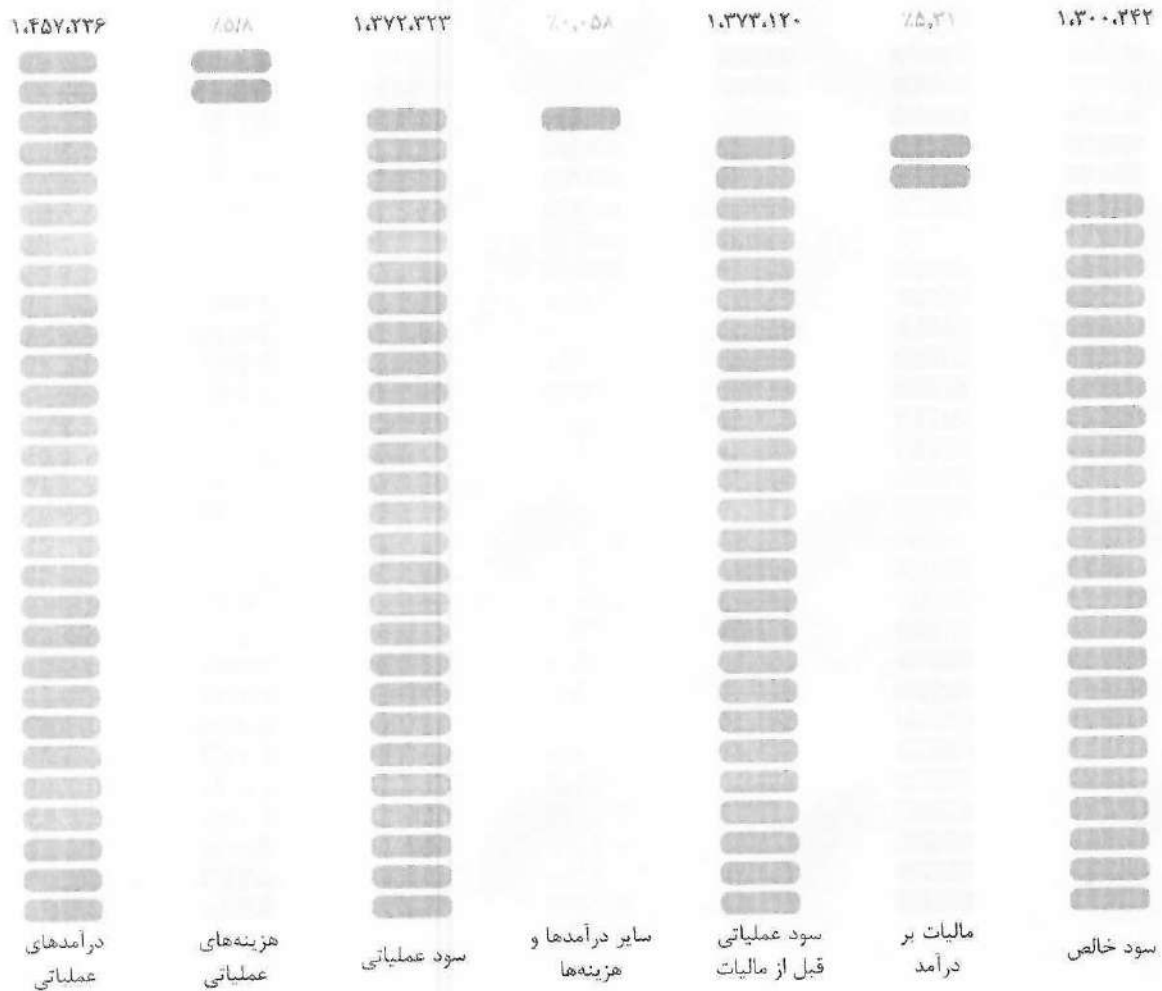 ۱،۴۵۷،۲۳۶
٪۵/۸
۱،۳۷۲،۳۲۳
٪۰,۰۵۸
۱،۳۷۳،۱۲۰
٪۵,۳۱
۱،۳۰۰،۲۴۲
درآمدهای
عملیاتی
هزینه‌های
عملیاتی
سود عملیاتی
سایر درآمدها و
هزینه‌ها
سود عملیاتی
قبل از مالیات
مالیات بر
درآمد
سود خالص